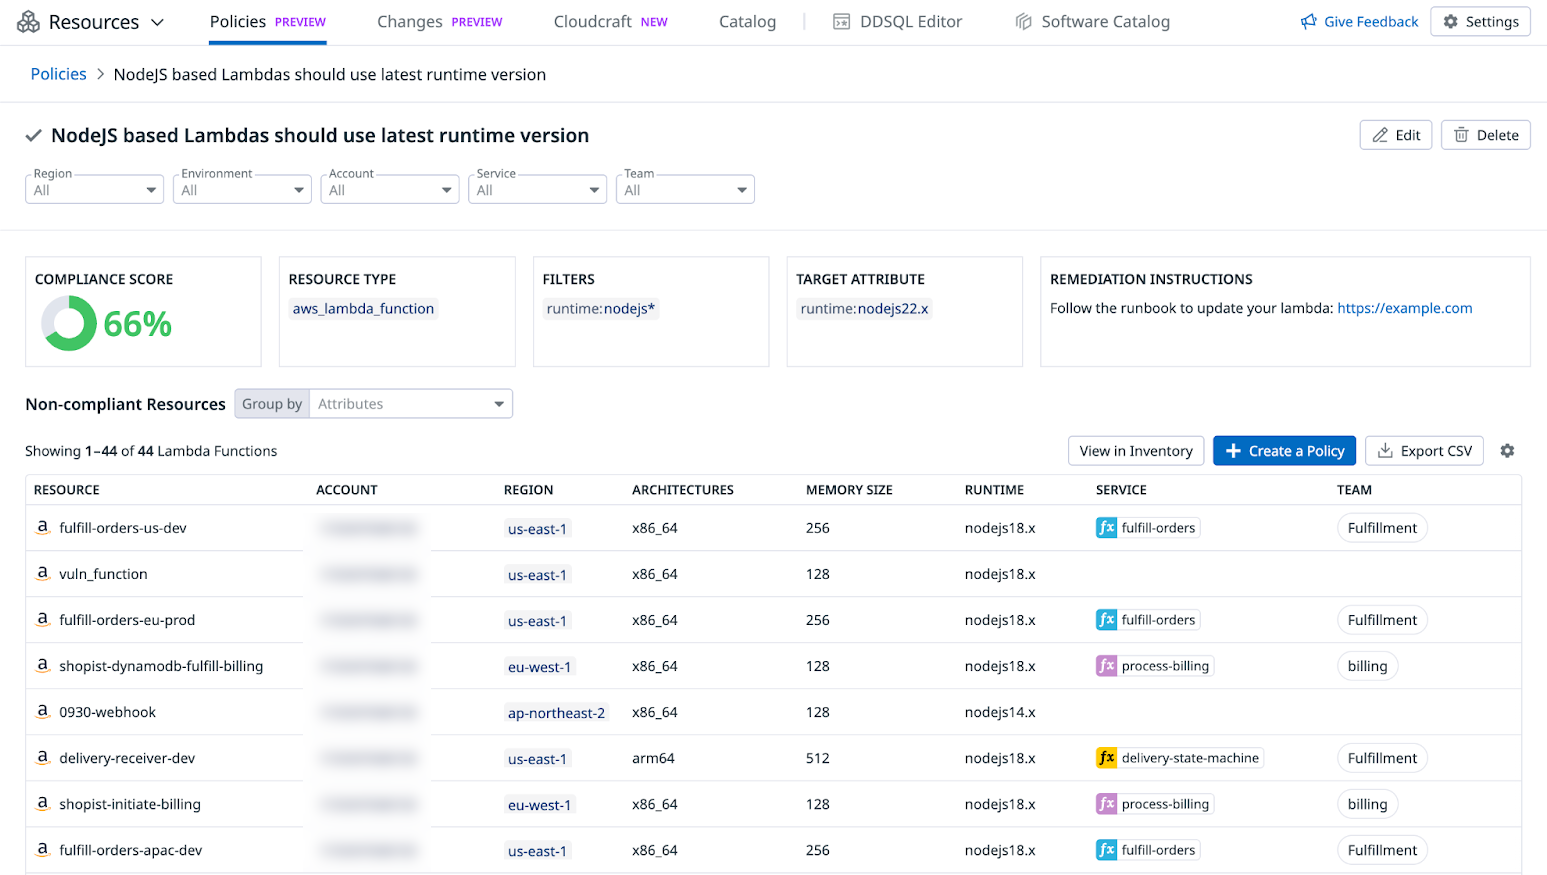 Resources Policies PREVIEW Changes PREVIEW Cloudcraft NEW Catalog DDSQL Editor Software Catalog Give Feedback Settings
Policies > NodeJS based Lambdas should use latest runtime version
NodeJS based Lambdas should use latest runtime version Edit Delete
Region Environment Account Service Team
All All All All All
COMPLIANCE SCORE RESOURCE TYPE FILTERS TARGET ATTRIBUTE REMEDIATION INSTRUCTIONS
66% aws_lambda_function runtime:nodejs* runtime:nodejs22.x Follow the runbook to update your lambda: https://example.com
Non-compliant Resources Group by Attributes
Showing 1–44 of 44 Lambda Functions View in Inventory + Create a Policy Export CSV
RESOURCE ACCOUNT REGION ARCHITECTURES MEMORY SIZE RUNTIME SERVICE TEAM
a fulfill-orders-us-dev us-east-1 x86_64 256 nodejs18.x fx fulfill-orders Fulfillment
a vuln_function us-east-1 x86_64 128 nodejs18.x
a fulfill-orders-eu-prod us-east-1 x86_64 256 nodejs18.x fx fulfill-orders Fulfillment
a shopist-dynamodb-fulfill-billing eu-west-1 x86_64 128 nodejs18.x fx process-billing billing
a 0930-webhook ap-northeast-2 x86_64 128 nodejs14.x
a delivery-receiver-dev us-east-1 arm64 512 nodejs18.x fx delivery-state-machine Fulfillment
a shopist-initiate-billing eu-west-1 x86_64 128 nodejs18.x fx process-billing billing
a fulfill-orders-apac-dev us-east-1 x86_64 256 nodejs18.x fx fulfill-orders Fulfillment